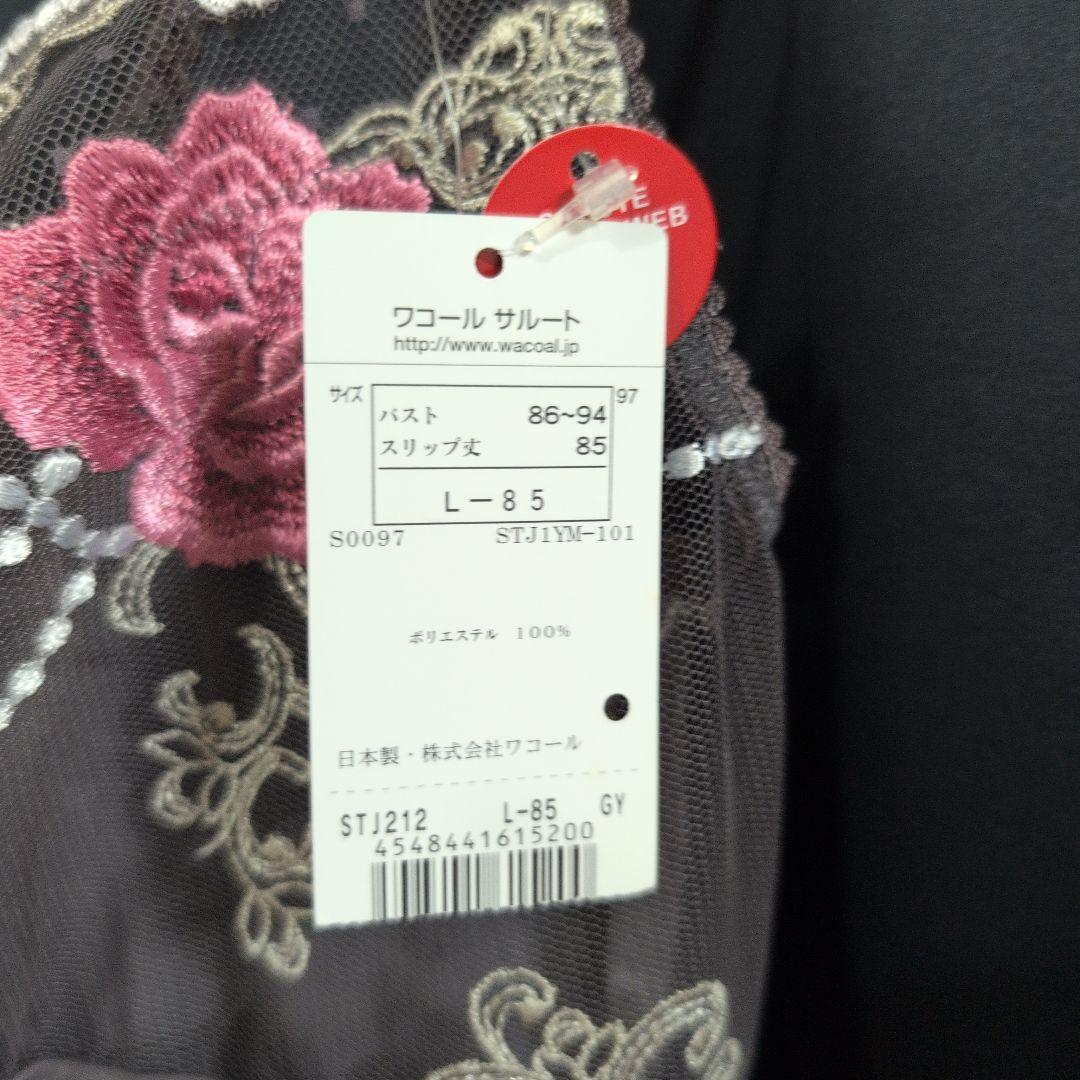 WEB
ワコール サルート
http://www.wacoal.jp
サイズ
97
バスト 86~94
スリップ丈 85
L-85
S0097 STJ1YM-101
ポリエステル 100%
日本製・株式会社ワコール
STJ212 L-85 GY
4548441615200